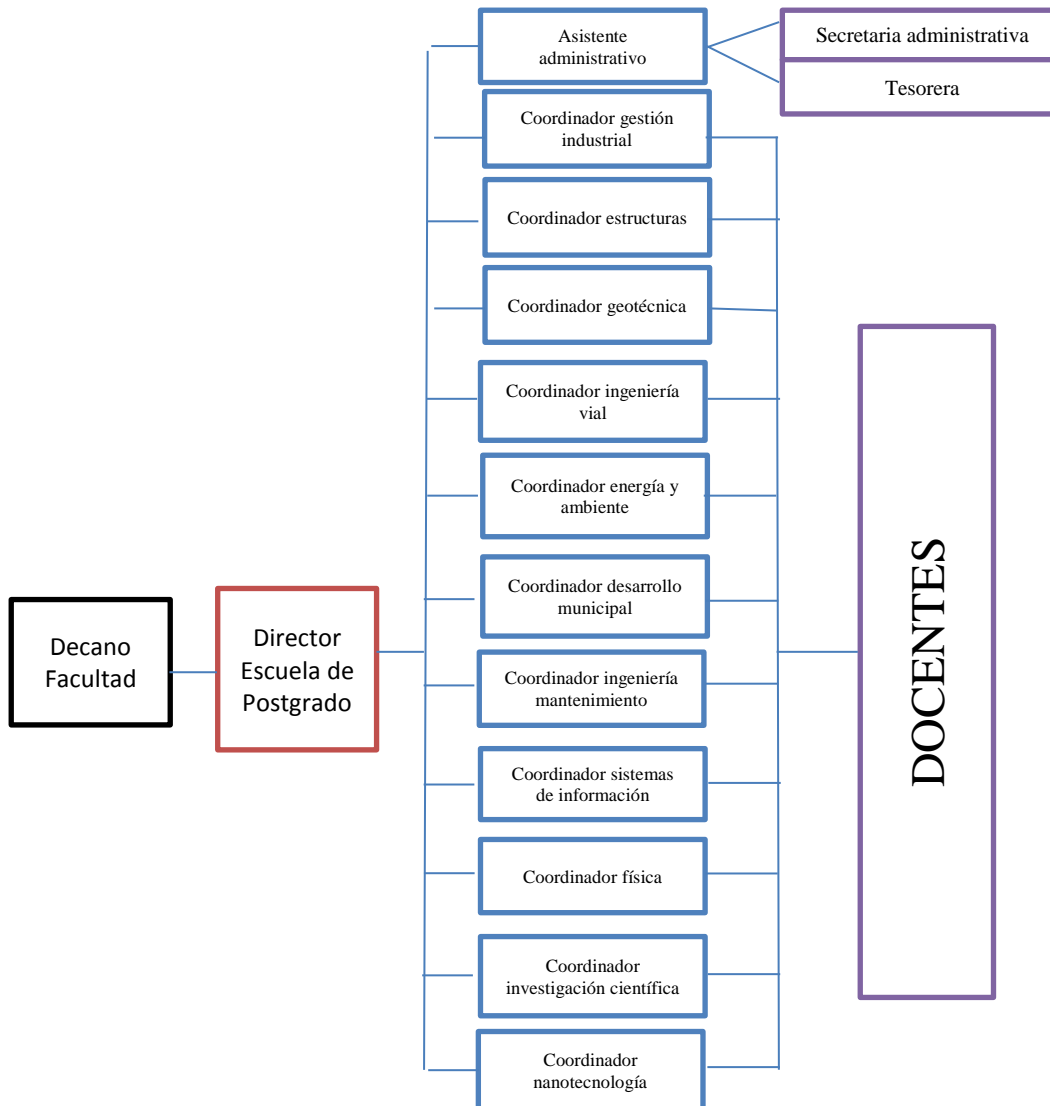 Asistente
administrativo
Secretaria administrativa
Tesorera
Coordinador gestión
industrial
Coordinador estructuras
Coordinador geotécnica
Coordinador ingeniería
vial
Coordinador energía y
ambiente
Coordinador desarrollo
municipal
Coordinador ingeniería
mantenimiento
Coordinador sistemas
de información
Coordinador física
Coordinador
investigación científica
Coordinador
nanotecnología
Decano
Facultad
Director
Escuela de
Postgrado
DOCENTES